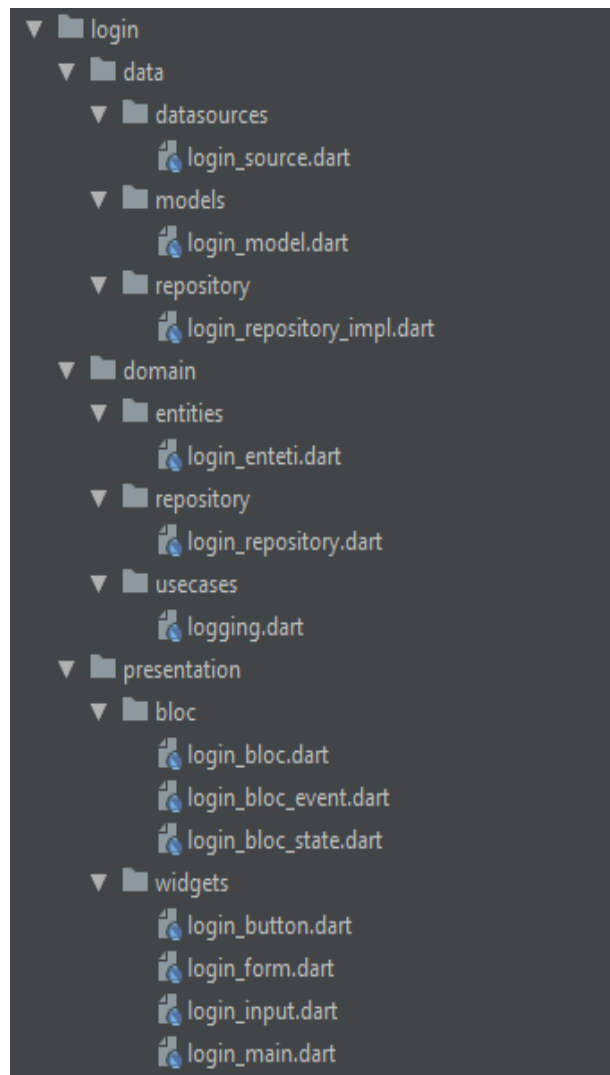 login
data
datasources
login_source.dart
models
login_model.dart
repository
login_repository_impl.dart
domain
entities
login_enteti.dart
repository
login_repository.dart
usecases
logging.dart
presentation
bloc
login_bloc.dart
login_bloc_event.dart
login_bloc_state.dart
widgets
login_button.dart
login_form.dart
login_input.dart
login_main.dart